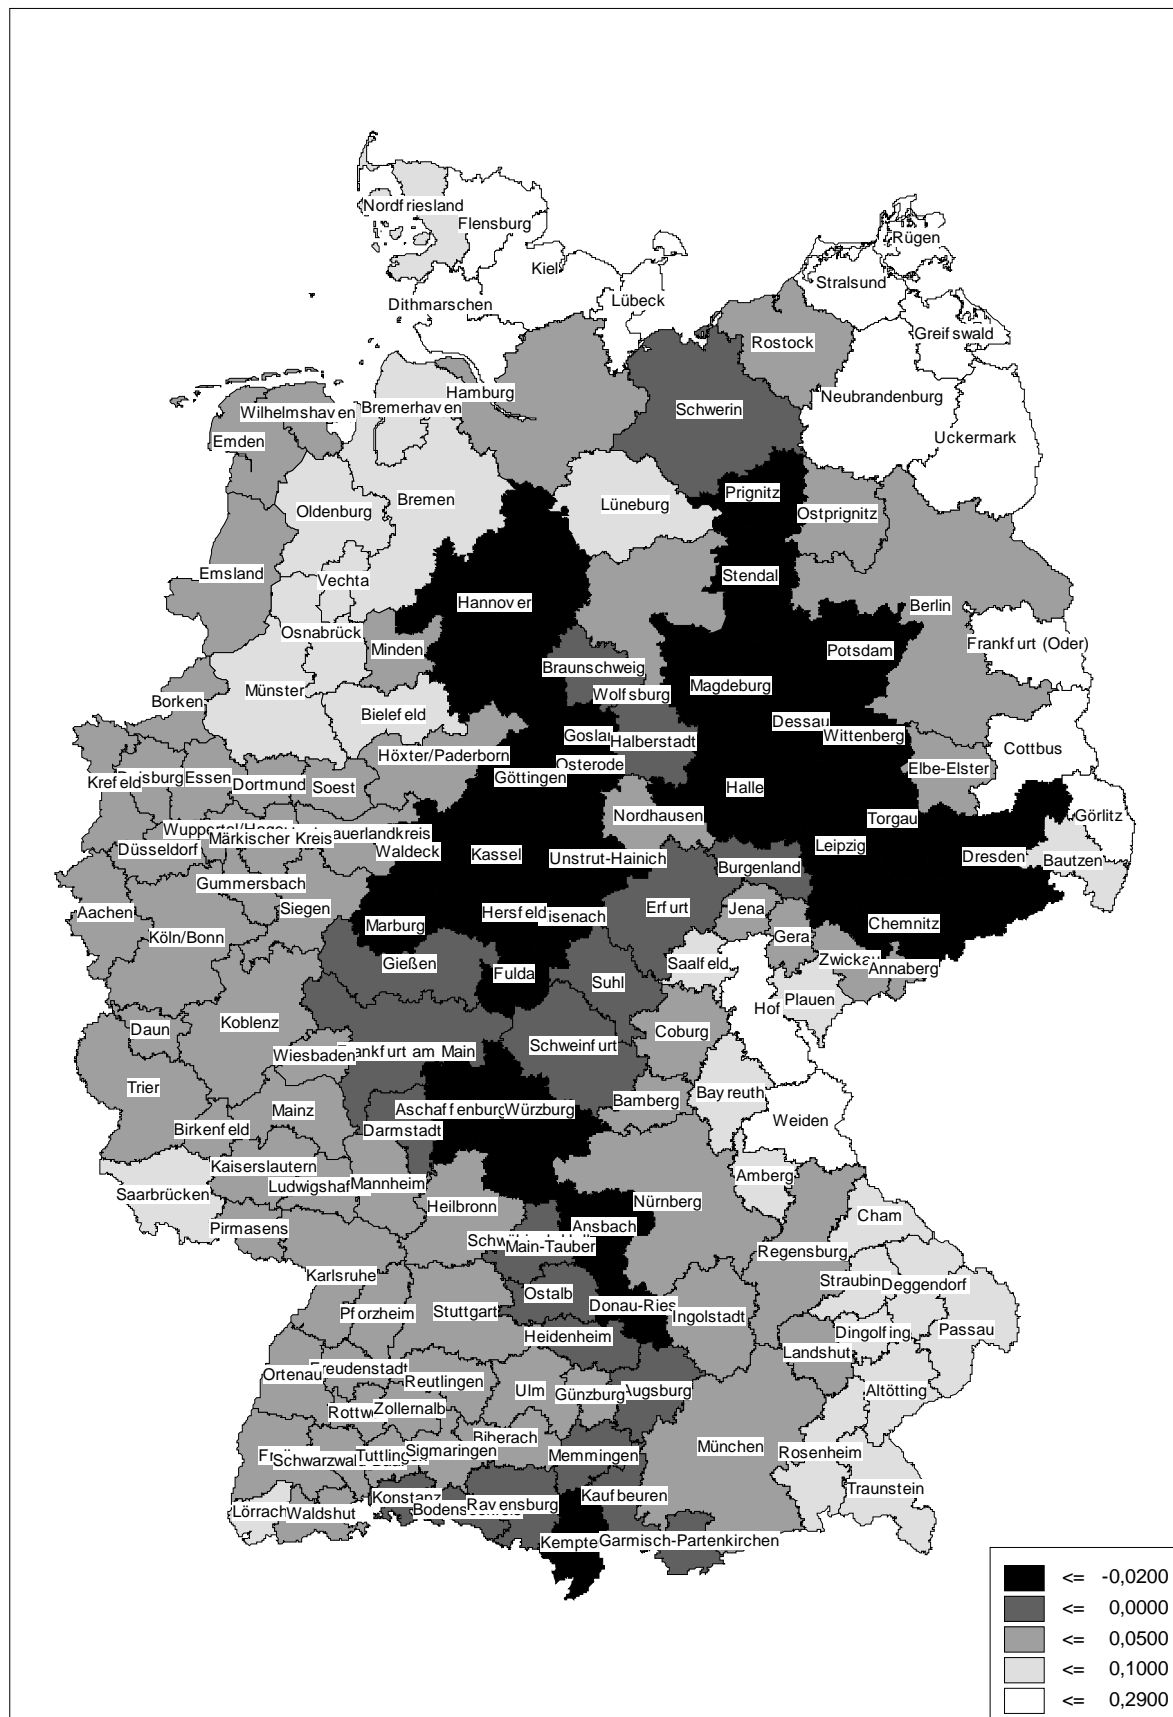 Nordfriesland
Flensburg
Rügen
Kiel
Stralsund
Dithmarschen
Lübeck
Greifswald
Rostock
Hamburg
Neubrandenburg
Wilhelmshaven
Bremerhaven
Schwerin
Emden
Uckermark
Prignitz
Bremen
Lüneburg
Oldenburg
Ostprignitz
Emsland
Stendal
Vechta
Hannover
Berlin
Osnabrück
Minden
Frankfurt (Oder)
Potsdam
Braunschweig
Magdeburg
Münster
Wolfsburg
Borken
Bielefeld
Dessau
Goslar
Wittenberg
Halberstadt
Cottbus
Höxter/Paderborn
Osterode
Elbe-Elster
Krefeld
Essen
Göttingen
Dortmund
Soest
Halle
Nordhausen
Görlitz
Torgau
Märkischer Kreis
Düsseldorf
Waldeck
Kassel
Unstrut-Hainich
Leipzig
Dresden
Bautzen
Burgenland
Gummersbach
Siegen
Erfurt
Jena
Aachen
Hersfeld
Marburg
Chemnitz
Köln/Bonn
Gera
Gießen
Saalfeld
Zwickau
Annaberg
Fulda
Suhl
Plauen
Hof
Koblenz
Daun
Coburg
Schweinfurt
Wiesbaden
Trier
Bayreuth
Bamberg
Mainz
Aschaffenburg
Würzburg
Weiden
Birkenfeld
Darmstadt
Kaiserslautern
Amberg
Saarbrücken
Mannheim
Nürnberg
Heilbronn
Cham
Pirmasens
Ansbach
Main-Tauber
Regensburg
Karlsruhe
Straubing
Deggendorf
Ostalb
Pforzheim
Stuttgart
Donau-Ries
Ingolstadt
Passau
Heidenheim
Dingolfing
Landshut
Ortenau
Freudenstadt
Reutlingen
Ulm
Günzburg
Augsburg
Altötting
Zollernalb
Biberach
München
Sigmaringen
Memmingen
Rosenheim
Traunstein
Konstanz
Kaufbeuren
Ravensburg
Lörrach
Waldshut
Garmisch-Partenkirchen
<= -0,0200
<= 0,0000
<= 0,0500
<= 0,1000
<= 0,2900